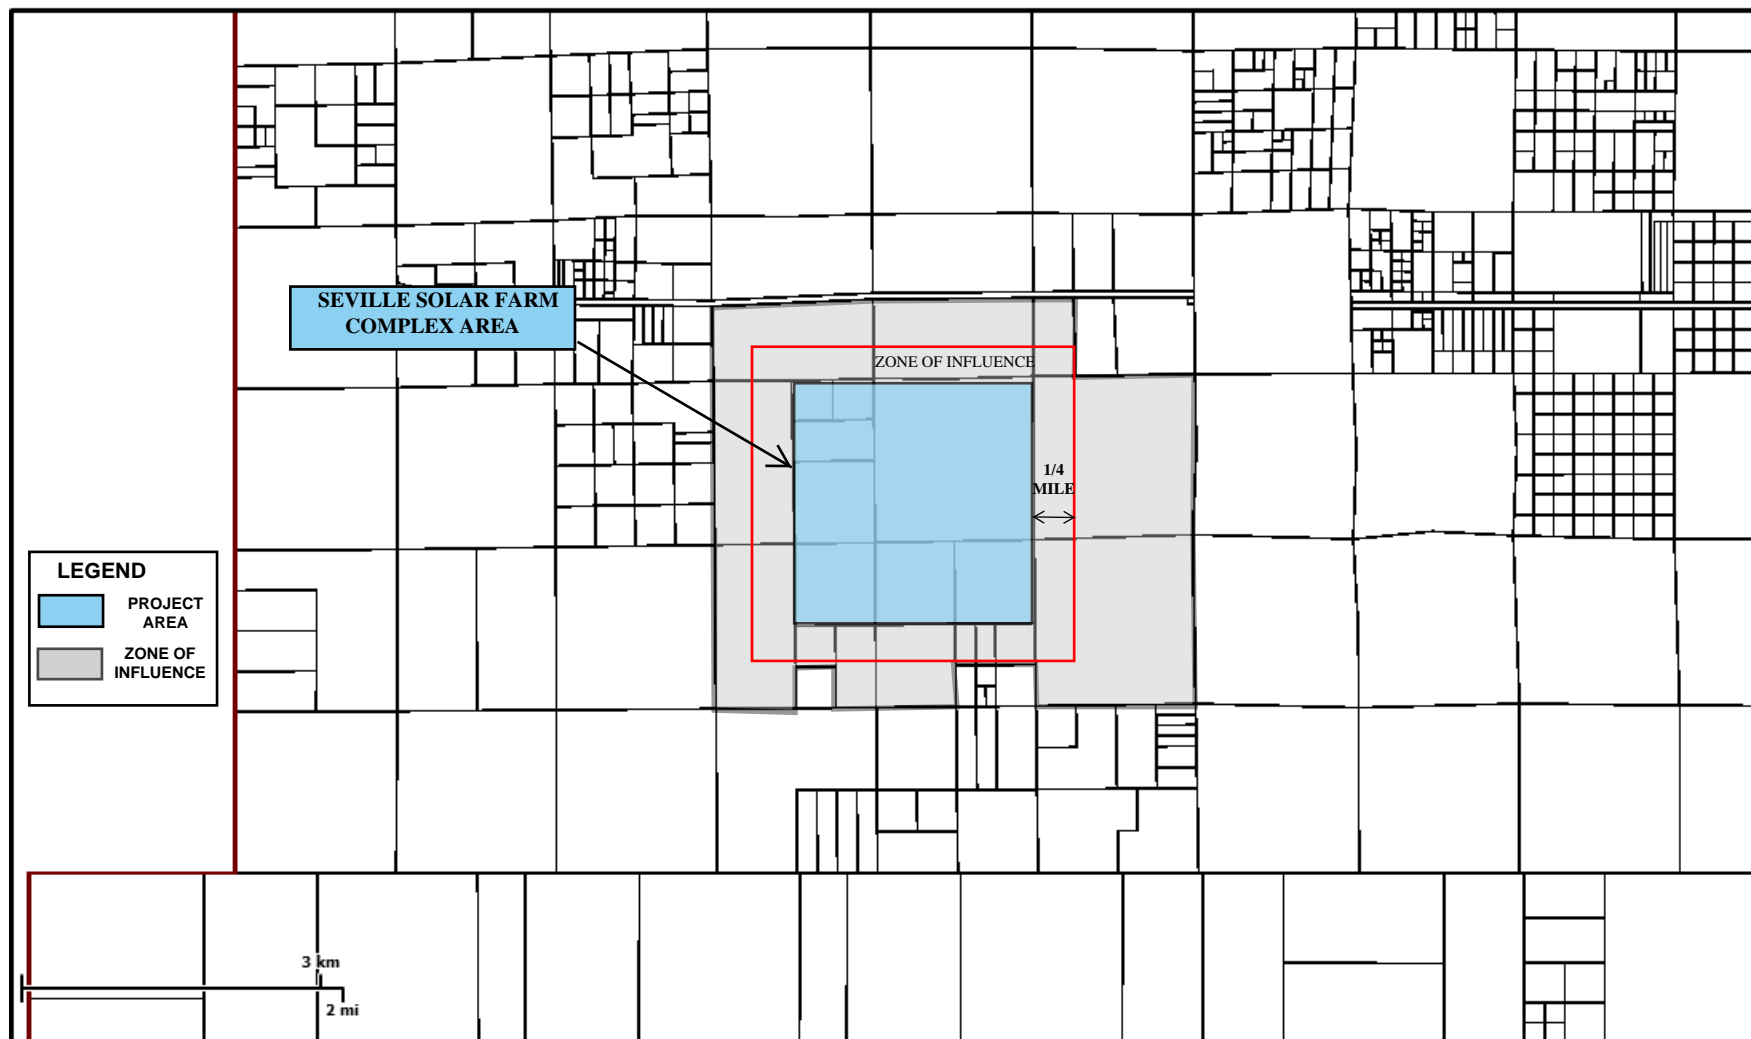 SEVILLE SOLAR FARM
COMPLEX AREA
ZONE OF INFLUENCE
1/4
MILE
LEGEND
PROJECT
AREA
ZONE OF
INFLUENCE
3 km
2 mi